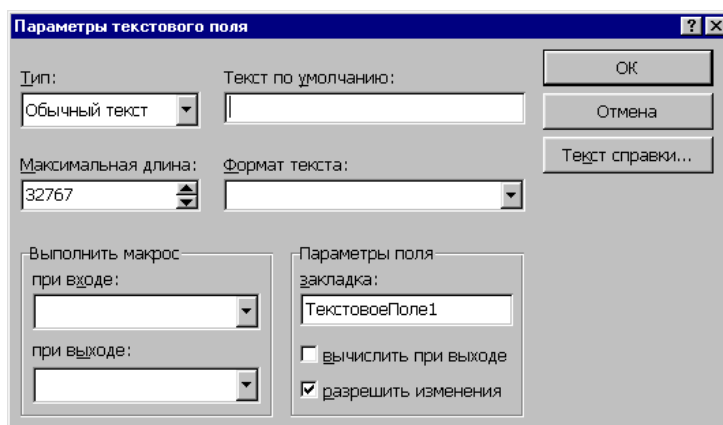 Параметры текстового поля
Тип:
Текст по умолчанию:
Обычный текст
Максимальная длина:
Формат текста:
32767
Выполнить макрос
при входе:
при выходе:
Параметры поля
закладка:
ТекстовоеПоле1
вычислить при выходе
разрешить изменения
ОК
Отмена
Текст справки...